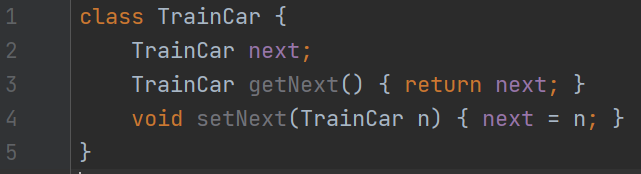 1 class TrainCar {
2     TrainCar next;
3     TrainCar getNext() { return next; }
4     void setNext(TrainCar n) { next = n; }
5 }